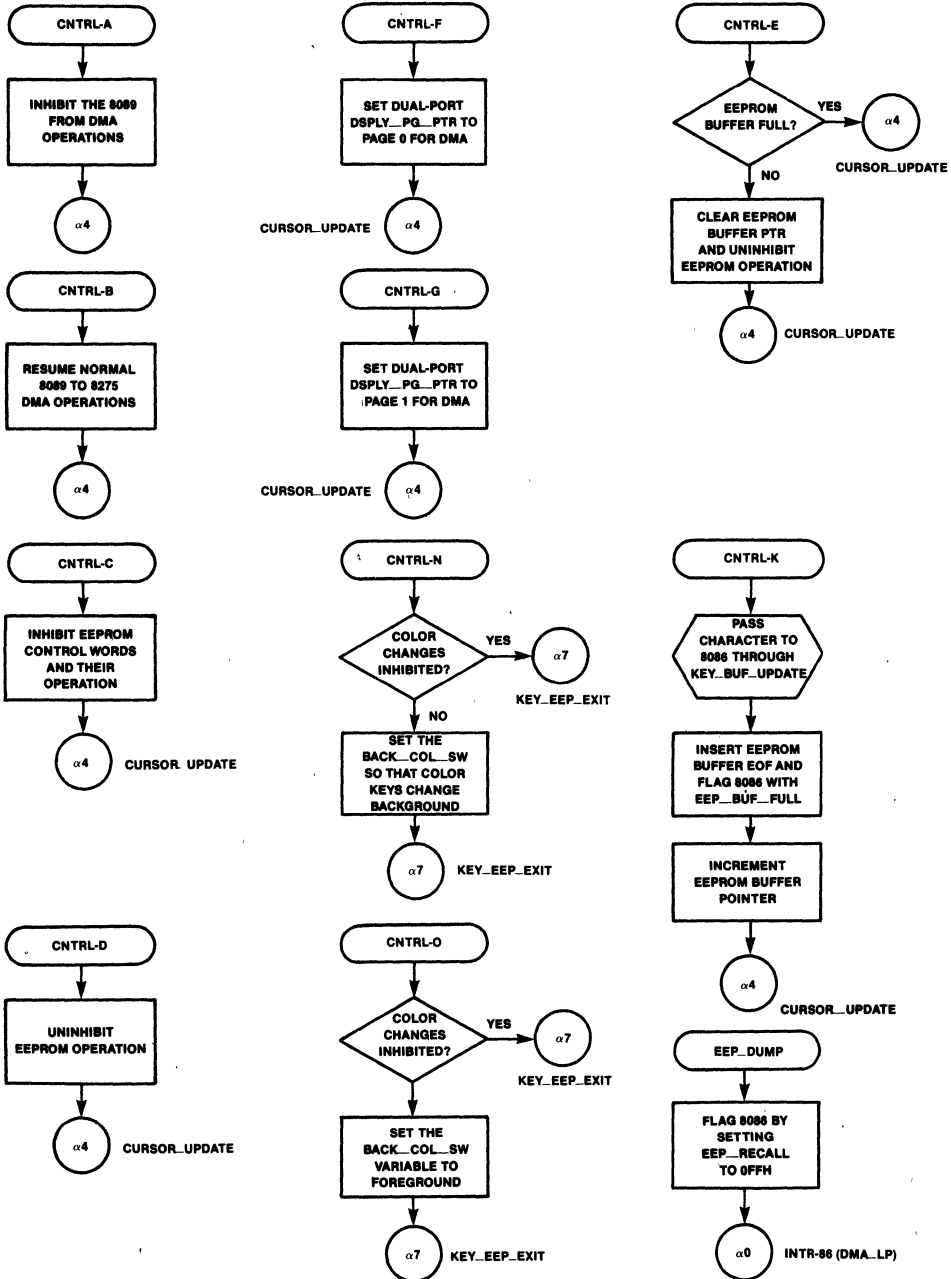 CNTRL-A
INHIBIT THE 8089
FROM DMA
OPERATIONS
α4
CNTRL-B
RESUME NORMAL
8089 TO 8275
DMA OPERATIONS
α4
CNTRL-C
INHIBIT EEPROM
CONTROL WORDS
AND THEIR
OPERATION
α4
CURSOR UPDATE
CNTRL-D
UNINHIBIT
EEPROM OPERATION
α4
CURSOR_UPDATE
CNTRL-F
SET DUAL-PORT
DSPLY_PG_PTR TO
PAGE 0 FOR DMA
CURSOR_UPDATE
α4
CNTRL-G
SET DUAL-PORT
DSPLY_PG_PTR TO
PAGE 1 FOR DMA
CURSOR_UPDATE
α4
CNTRL-N
COLOR
CHANGES
INHIBITED?
YES
α7
KEY_EEP_EXIT
NO
SET THE
BACK_COL_SW
SO THAT COLOR
KEYS CHANGE
BACKGROUND
α7
KEY_EEP_EXIT
CNTRL-O
COLOR
CHANGES
INHIBITED?
YES
α7
KEY_EEP_EXIT
SET THE
BACK_COL_SW
VARIABLE TO
FOREGROUND
α7
KEY_EEP_EXIT
CNTRL-E
EEPROM
BUFFER FULL?
YES
α4
CURSOR_UPDATE
NO
CLEAR EEPROM
BUFFER PTR
AND UNINHIBIT
EEPROM OPERATION
α4
CURSOR_UPDATE
CNTRL-K
PASS
CHARACTER TO
8086 THROUGH
KEY_BUF_UPDATE
INSERT EEPROM
BUFFER EOF AND
FLAG 8086 WITH
EEP_BUF_FULL
INCREMENT
EEPROM BUFFER
POINTER
α4
CURSOR_UPDATE
EEP_DUMP
FLAG 8086 BY
SETTING
EEP_RECALL
TO 0FFH
α0
INTR-86 (DMA_LP)